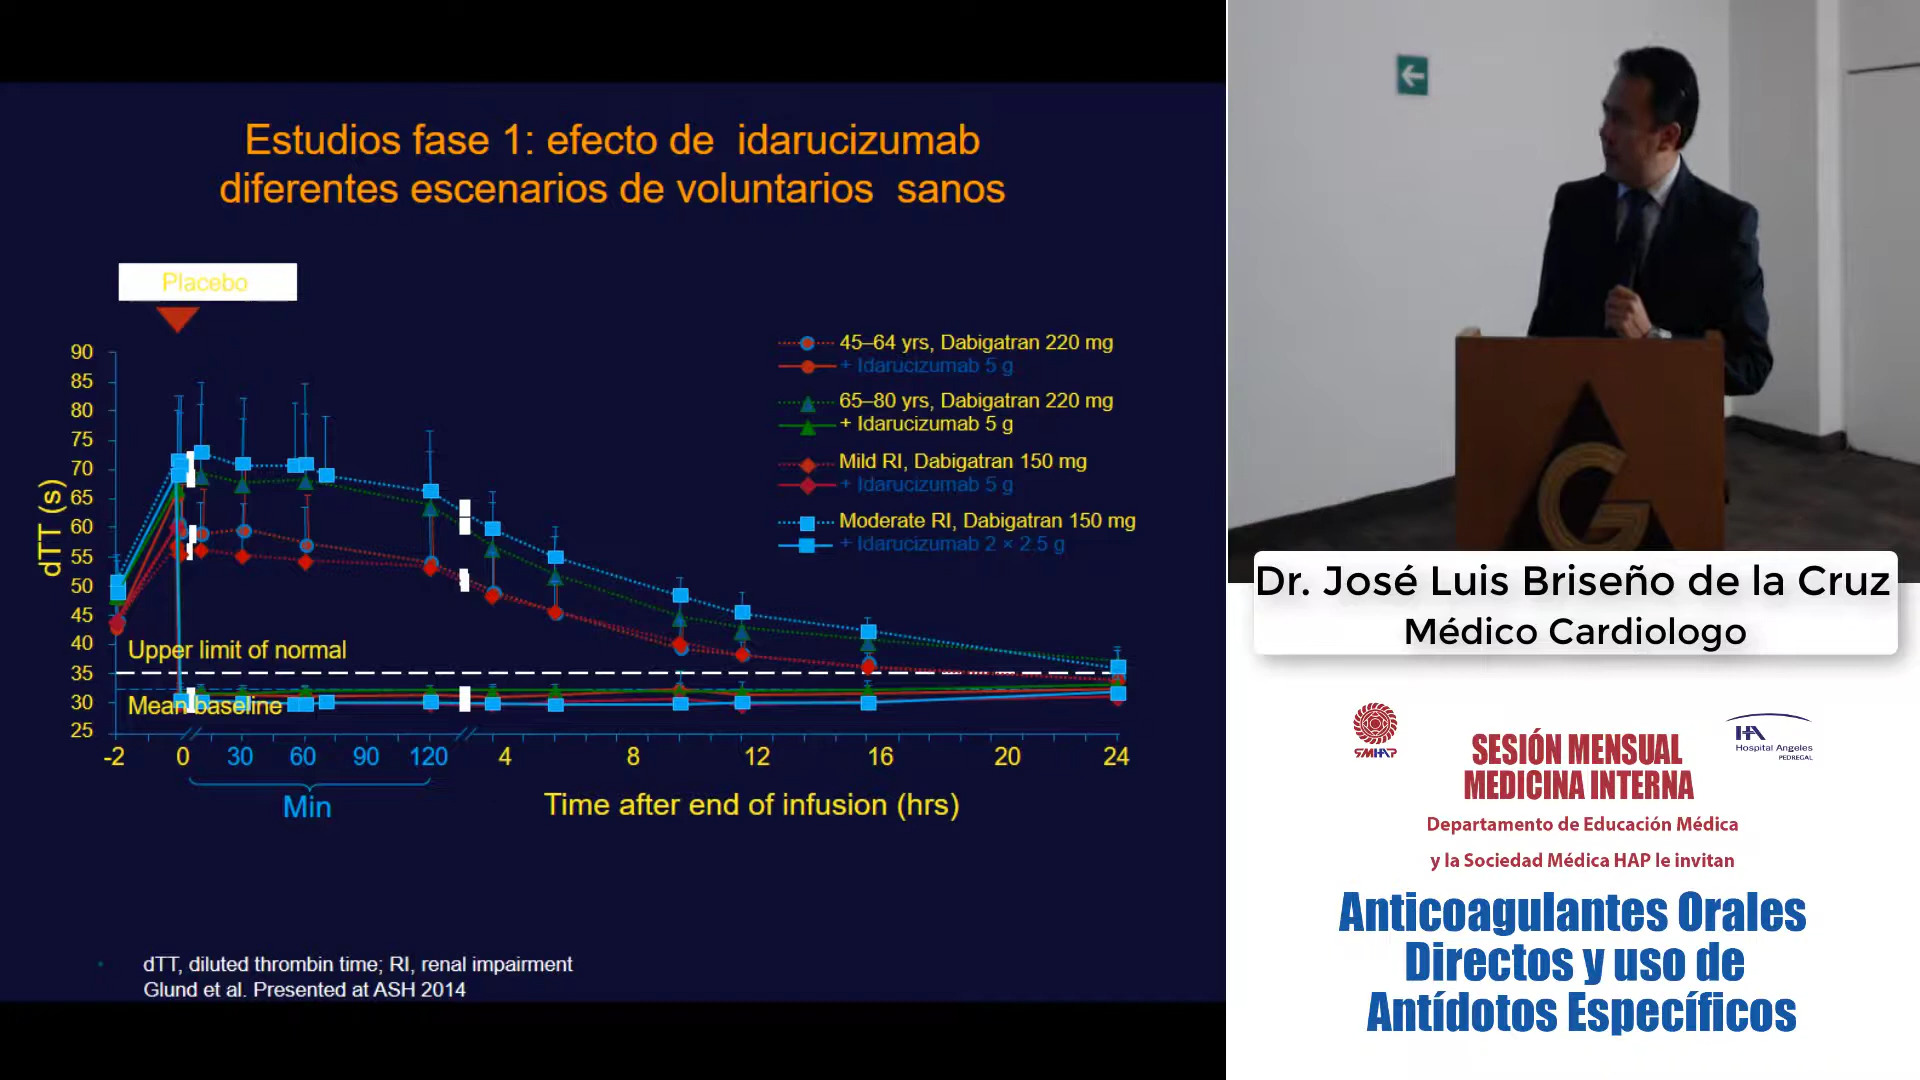 Estudios fase 1: efecto de idarucizumab
diferentes escenarios de voluntarios sanos
Placebo
90
85
80
75
70
65
60
55
50
45
40
35
30
25
dTT (s)
45–64 yrs, Dabigatran 220 mg
+ Idarucizumab 5 g
65–80 yrs, Dabigatran 220 mg
+ Idarucizumab 5 g
Mild RI, Dabigatran 150 mg
+ Idarucizumab 5 g
Moderate RI, Dabigatran 150 mg
+ Idarucizumab 2 × 2.5 g
Upper limit of normal
Mean baseline
-2 0 30 60 90 120 4 8 12 16 20 24
Min
Time after end of infusion (hrs)
dTT, diluted thrombin time; RI, renal impairment
Glund et al. Presented at ASH 2014
G
Dr. José Luis Briseño de la Cruz
Médico Cardiologo
SMHAP
HA
Hospital Angeles
PEDREGAL
SESIÓN MENSUAL
MEDICINA INTERNA
Departamento de Educación Médica
y la Sociedad Médica HAP le invitan
Anticoagulantes Orales
Directos y uso de
Antídotos Específicos